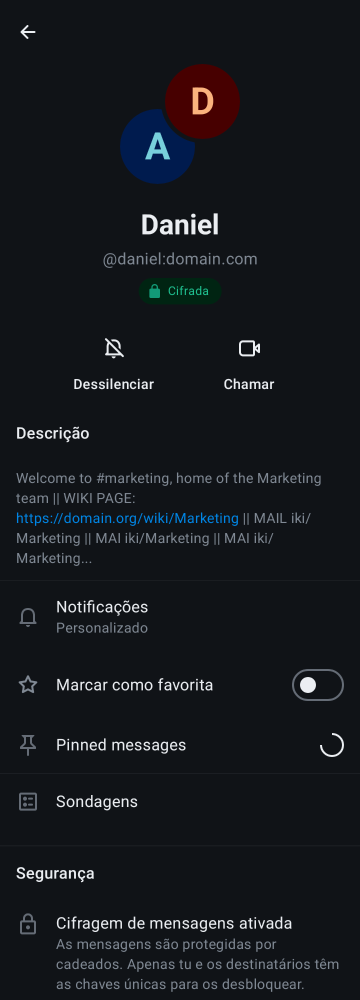 D
A
Daniel
@daniel:domain.com
Cifrada
Dessilenciar
Chamar
Descrição
Welcome to #marketing, home of the Marketing
team || WIKI PAGE:
https://domain.org/wiki/Marketing || MAIL iki/
Marketing || MAI iki/Marketing || MAI iki/
Marketing...
Notificações
Personalizado
Marcar como favorita
Pinned messages
Sondagens
Segurança
Cifragem de mensagens ativada
As mensagens são protegidas por
cadeados. Apenas tu e os destinatários têm
as chaves únicas para os desbloquear.